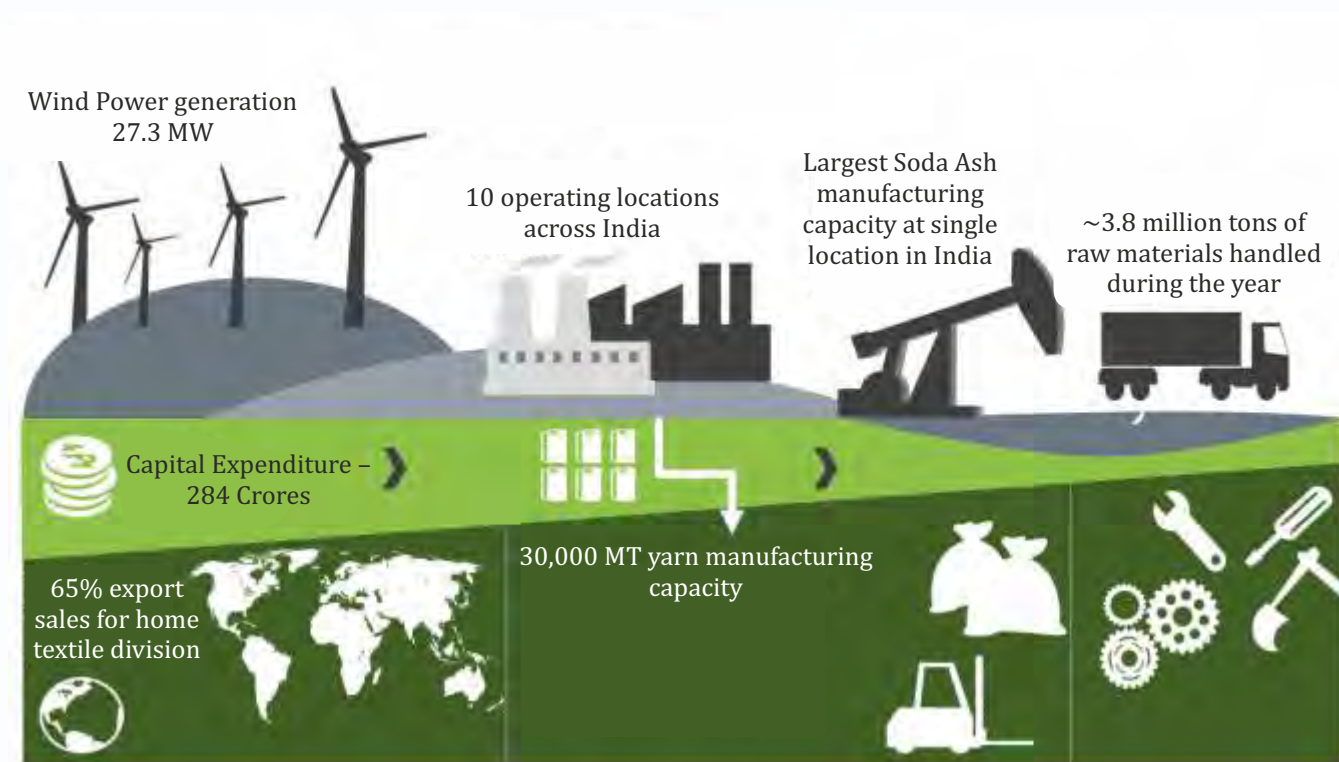 Wind Power generation
27.3 MW
10 operating locations
across India
Largest Soda Ash
manufacturing
capacity at single
location in India
~3.8 million tons of
raw materials handled
during the year
Capital Expenditure –
284 Crores
65% export
sales for home
textile division
30,000 MT yarn manufacturing
capacity